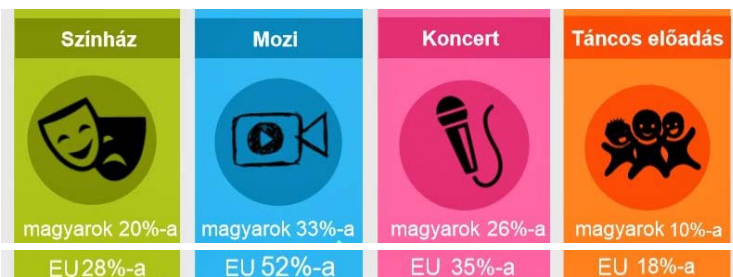 Színház
Mozi
Koncert
Táncos előadás
magyarok 20%-a
magyarok 33%-a
magyarok 26%-a
magyarok 10%-a
EU 28%-a
EU 52%-a
EU 35%-a
EU 18%-a